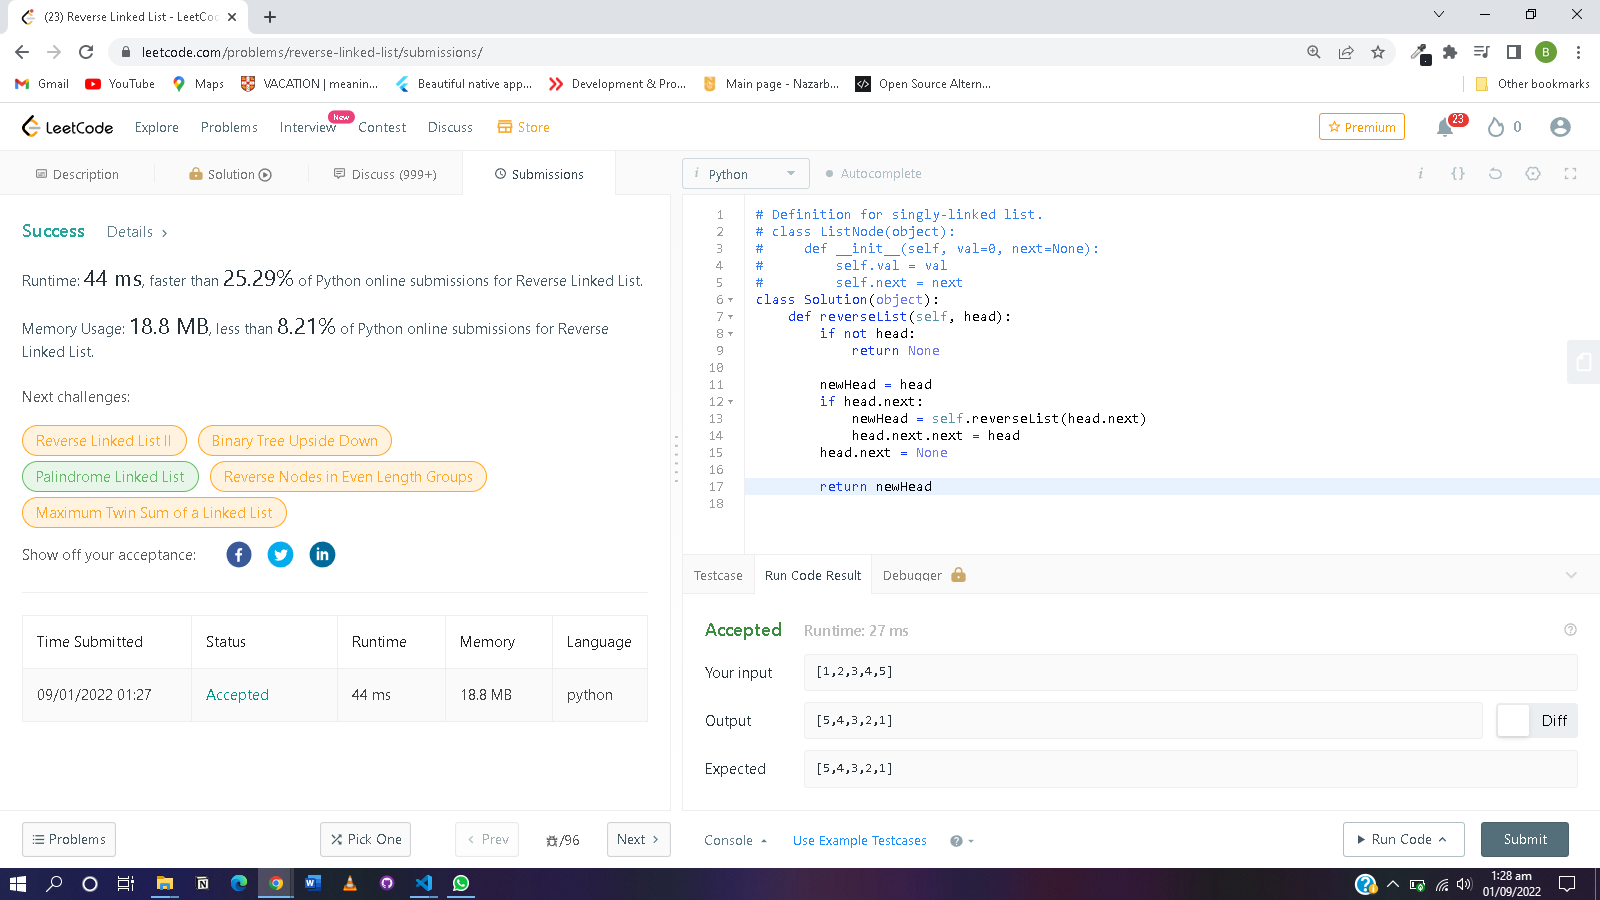 (23) Reverse Linked List - LeetCo
leetcode.com/problems/reverse-linked-list/submissions/
B
Gmail YouTube Maps VACATION | meanin... Beautiful native app... Development & Pro... Main page - Nazarb... Open Source Altern... Other bookmarks
LeetCode Explore Problems Interview New Contest Discuss Store Premium 23 0
Description Solution Discuss (999+) Submissions
Success Details >
Runtime: 44 ms, faster than 25.29% of Python online submissions for Reverse Linked List.
Memory Usage: 18.8 MB, less than 8.21% of Python online submissions for Reverse
Linked List.
Next challenges:
Reverse Linked List II Binary Tree Upside Down
Palindrome Linked List Reverse Nodes in Even Length Groups
Maximum Twin Sum of a Linked List
Show off your acceptance:
Time Submitted Status Runtime Memory Language
09/01/2022 01:27 Accepted 44 ms 18.8 MB python
Problems Pick One < Prev /96 Next >
i Python Autocomplete i {}
1 # Definition for singly-linked list.
2 # class ListNode(object):
3 #     def __init__(self, val=0, next=None):
4 #         self.val = val
5 #         self.next = next
6 class Solution(object):
7     def reverseList(self, head):
8         if not head:
9             return None
10
11         newHead = head
12         if head.next:
13             newHead = self.reverseList(head.next)
14             head.next.next = head
15         head.next = None
16
17         return newHead
18
Testcase Run Code Result Debugger
Accepted Runtime: 27 ms
Your input [1,2,3,4,5]
Output [5,4,3,2,1] Diff
Expected [5,4,3,2,1]
Console Use Example Testcases Run Code Submit
1:28 am
01/09/2022